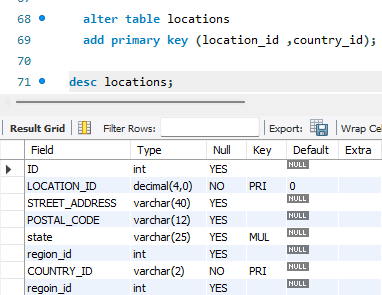 67
68 alter table locations
69 add primary key (location_id ,country_id);
70
71 desc locations;
Result Grid Filter Rows: Export: Wrap Ce
Field Type Null Key Default Extra
ID int YES NULL
LOCATION_ID decimal(4,0) NO PRI 0
STREET_ADDRESS varchar(40) YES NULL
POSTAL_CODE varchar(12) YES NULL
state varchar(25) YES MUL NULL
region_id int YES NULL
COUNTRY_ID varchar(2) NO PRI NULL
regoin_id int YES NULL